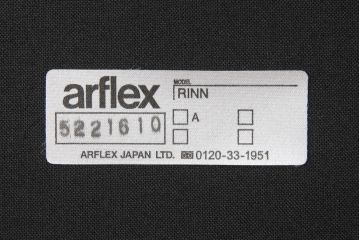 arflex
MODEL
RINN
A
5221610
ARFLEX JAPAN LTD. 0120-33-1951